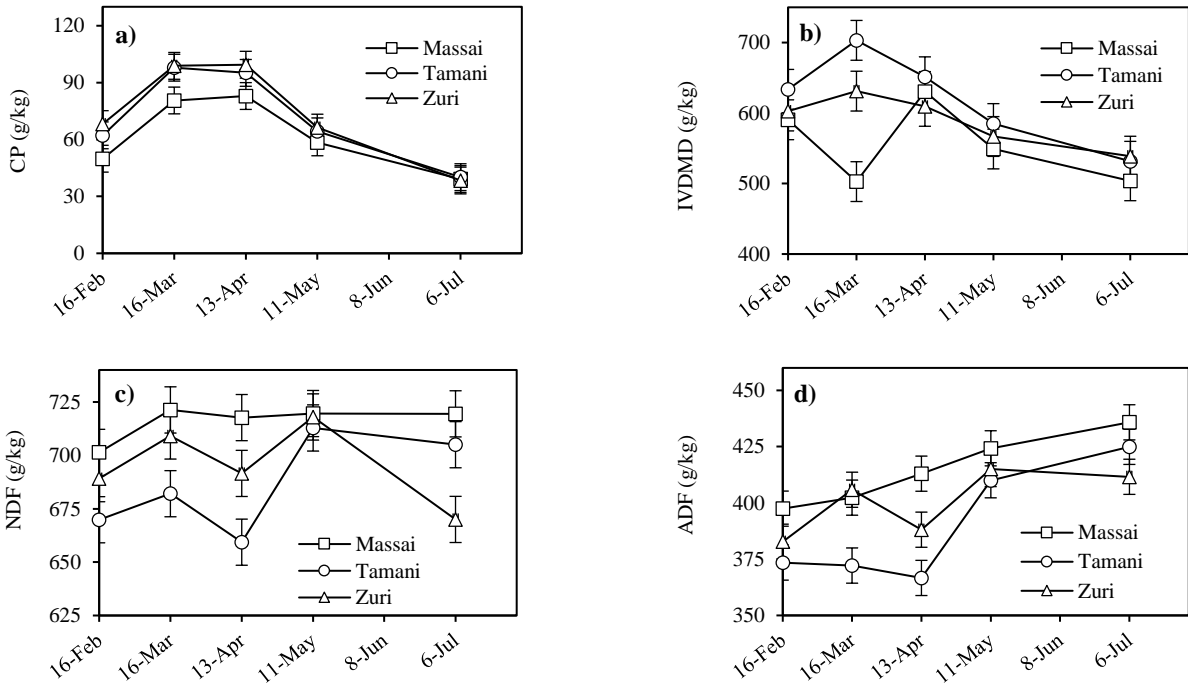 a)
CP (g/kg)
120
90
60
30
0
Massai
Tamani
Zuri
16-Feb
16-Mar
13-Apr
11-May
8-Jun
6-Jul
b)
IVDMD (g/kg)
700
600
500
400
Massai
Tamani
Zuri
16-Feb
16-Mar
13-Apr
11-May
8-Jun
6-Jul
c)
NDF (g/kg)
725
700
675
650
625
Massai
Tamani
Zuri
16-Feb
16-Mar
13-Apr
11-May
8-Jun
6-Jul
d)
ADF (g/kg)
450
425
400
375
350
Massai
Tamani
Zuri
16-Feb
16-Mar
13-Apr
11-May
8-Jun
6-Jul